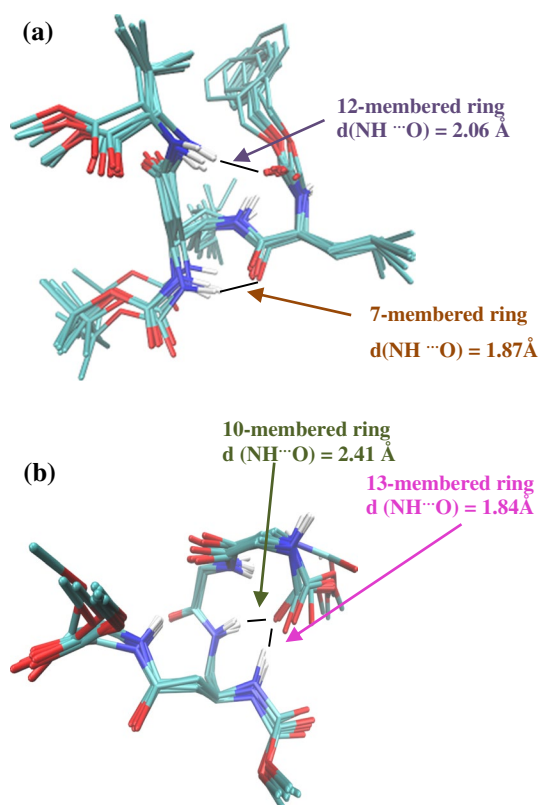 (a)
12-membered ring
d(NH ···O) = 2.06 Å
7-membered ring
d(NH ···O) = 1.87Å
(b)
10-membered ring
d (NH···O) = 2.41 Å
13-membered ring
d (NH···O) = 1.84Å